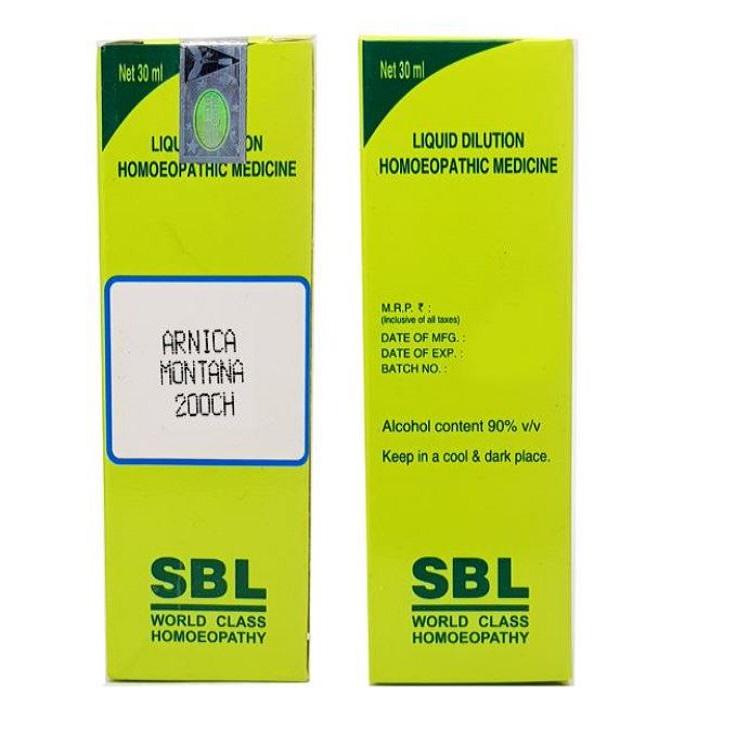 Net 30 ml
HOMOEOPATHIC MEDICINE
ARNICA
MONTANA
200CH
SBL
WORLD CLASS
HOMOEOPATHY
Net 30 ml
LIQUID DILUTION
HOMOEOPATHIC MEDICINE
M.R.P. ₹ :
(Inclusive of all taxes)
DATE OF MFG. :
DATE OF EXP. :
BATCH NO. :
Alcohol content 90% v/v
Keep in a cool & dark place.
SBL
WORLD CLASS
HOMOEOPATHY